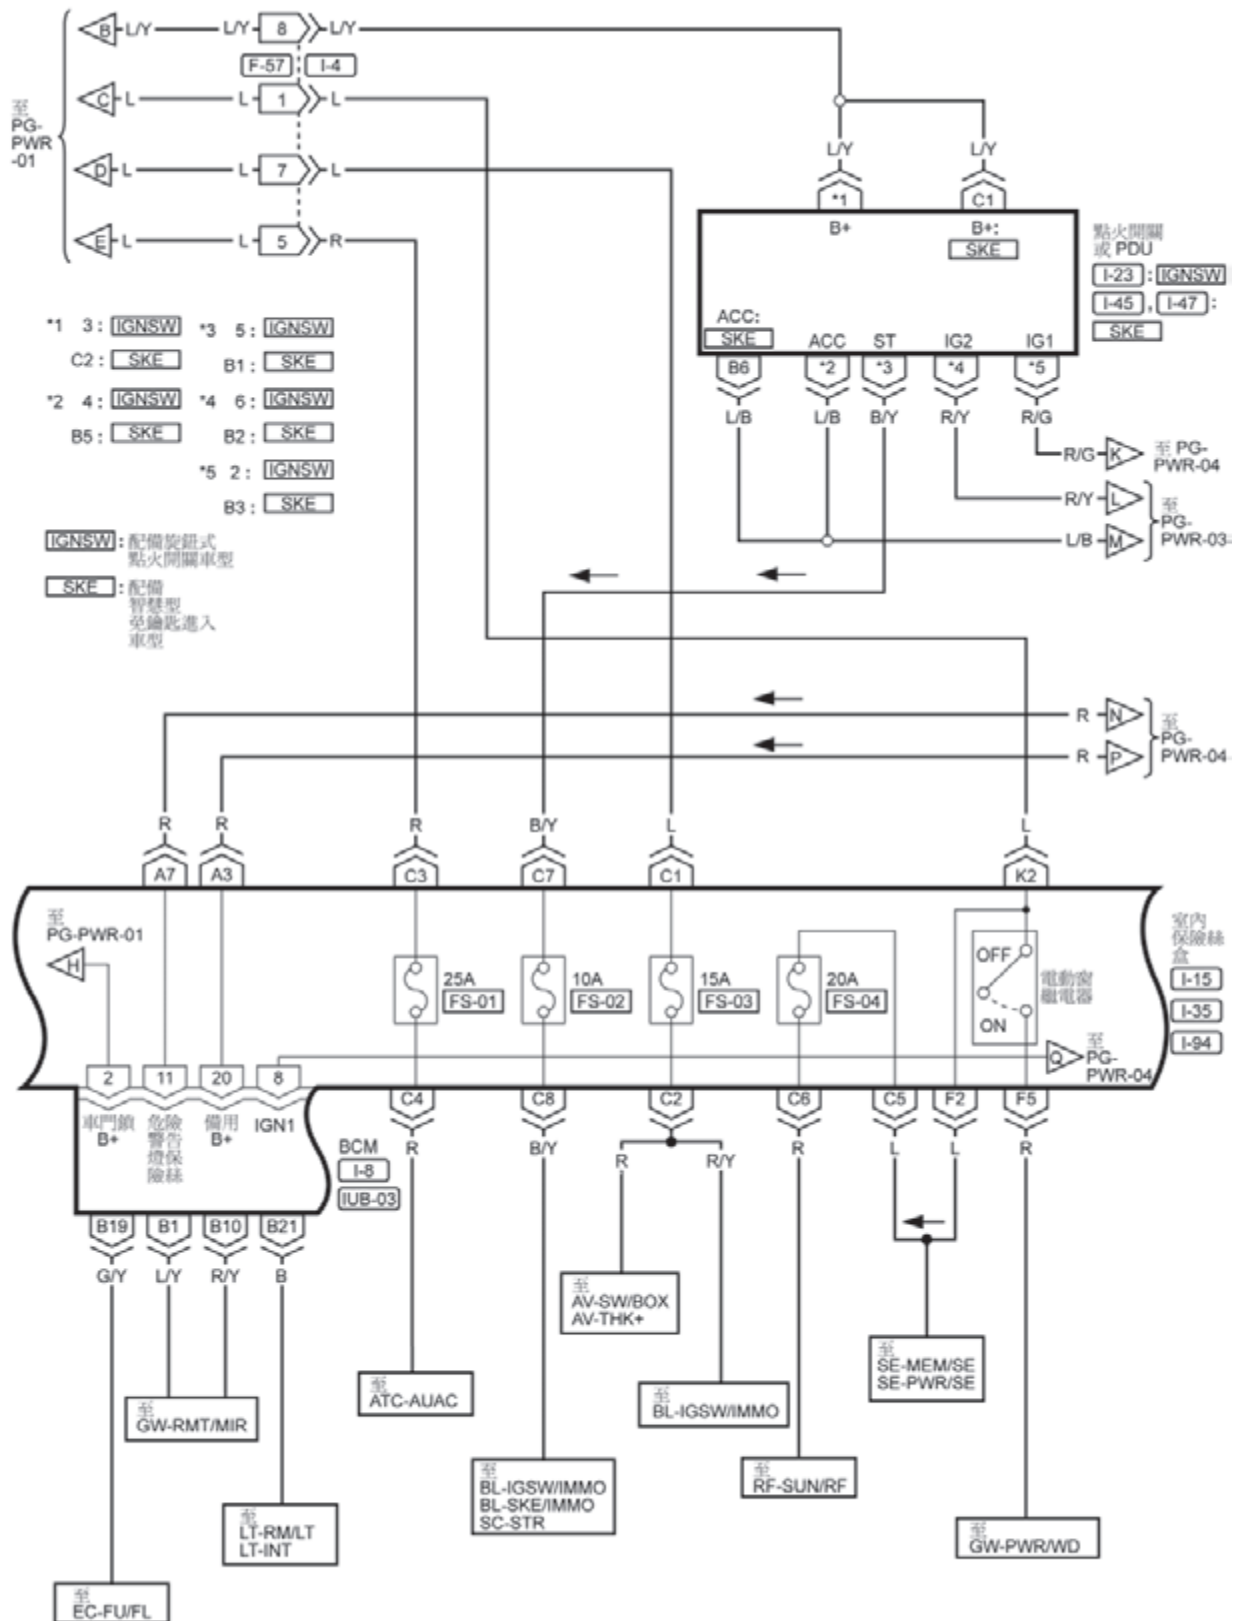 B L/Y L/Y 8 L/Y
F-57 I-4
C L L 1 L
至
PG-
PWR
-01
D L L 7 L
E L L 5 R
L/Y L/Y
*1 C1
B+ B+:
SKE
點火開關
或 PDU
I-23 : IGNSW
I-45 , I-47 :
SKE
ACC:
SKE ACC ST IG2 IG1
B6 *2 *3 *4 *5
L/B L/B B/Y R/Y R/G
*1 3 : IGNSW *3 5 : IGNSW
C2 : SKE B1 : SKE
*2 4 : IGNSW *4 6 : IGNSW
B5 : SKE B2 : SKE
*5 2 : IGNSW
B3 : SKE
IGNSW : 配備旋鈕式
點火開關車型
SKE : 配備
智慧型
免鑰匙進入
車型
R/G K 至 PG-
PWR-04
R/Y L
L/B M
至
PG-
PWR-03
R N
R P
至
PG-
PWR-04
R R R B/Y L L
A7 A3 C3 C7 C1 K2
至
PG-PWR-01
H
25A
FS-01
10A
FS-02
15A
FS-03
20A
FS-04
OFF
ON
電動窗
繼電器
室內
保險絲
盒
I-15
I-35
I-94
Q 至
PG-
PWR-04
2 11 20 8
車門鎖
B+
危險
警告
燈保
險絲
備用
B+
IGN1
BCM
I-8
IUB-03
C4 C8 C2 C6 C5 F2 F5
R B/Y R R/Y R L L R
B19 B1 B10 B21
G/Y L/Y R/Y B
至
AV-SW/BOX
AV-THK+
至
SE-MEM/SE
SE-PWR/SE
至
ATC-AUAC
至
GW-RMT/MIR
至
BL-IGSW/IMMO
至
BL-IGSW/IMMO
BL-SKE/IMMO
SC-STR
至
RF-SUN/RF
至
LT-RM/LT
LT-INT
至
GW-PWR/WD
至
EC-FU/FL